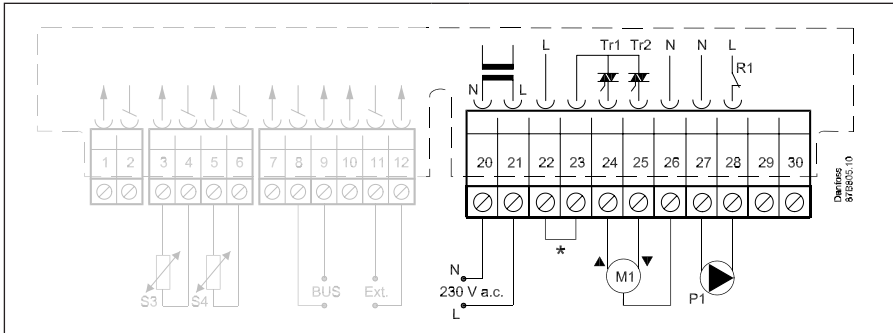 L Tr1 Tr2 N N L
R1
N L
1 2 3 4 5 6 7 8 9 10 11 12 20 21 22 23 24 25 26 27 28 29 30
Danfoss
87B805.10
*
N
S3 S4 BUS Ext. 230 V a.c. M1 P1
L